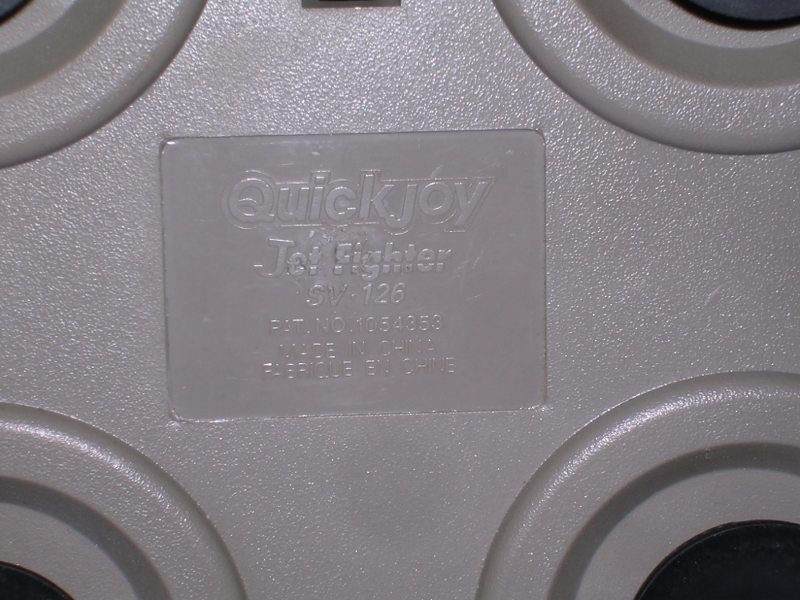 Quickjoy
Jet Fighter
SV-126
PAT. NO. 1054353
MADE IN CHINA
FABRIQUE EN CHINE